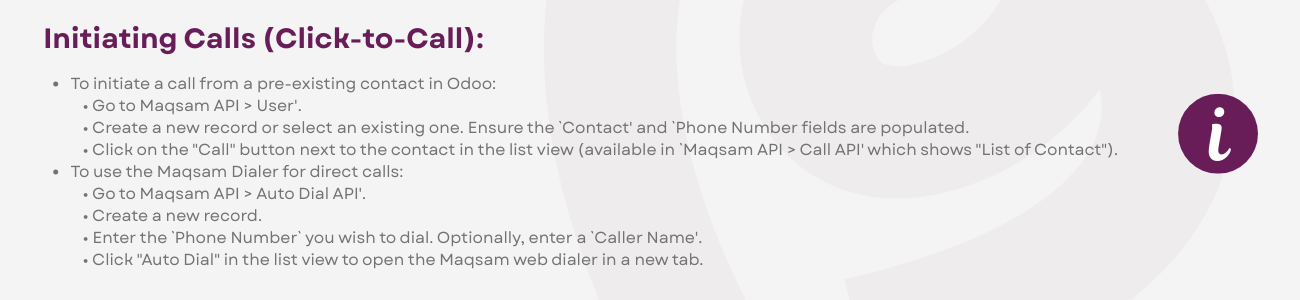 Initiating Calls (Click-to-Call):
• To initiate a call from a pre-existing contact in Odoo:
• Go to Maqsam API > User'.
• Create a new record or select an existing one. Ensure the `Contact' and `Phone Number fields are populated.
• Click on the "Call" button next to the contact in the list view (available in `Maqsam API > Call API' which shows "List of Contact").
• To use the Maqsam Dialer for direct calls:
• Go to Maqsam API > Auto Dial API'.
• Create a new record.
• Enter the `Phone Number` you wish to dial. Optionally, enter a `Caller Name'.
• Click "Auto Dial" in the list view to open the Maqsam web dialer in a new tab.
i